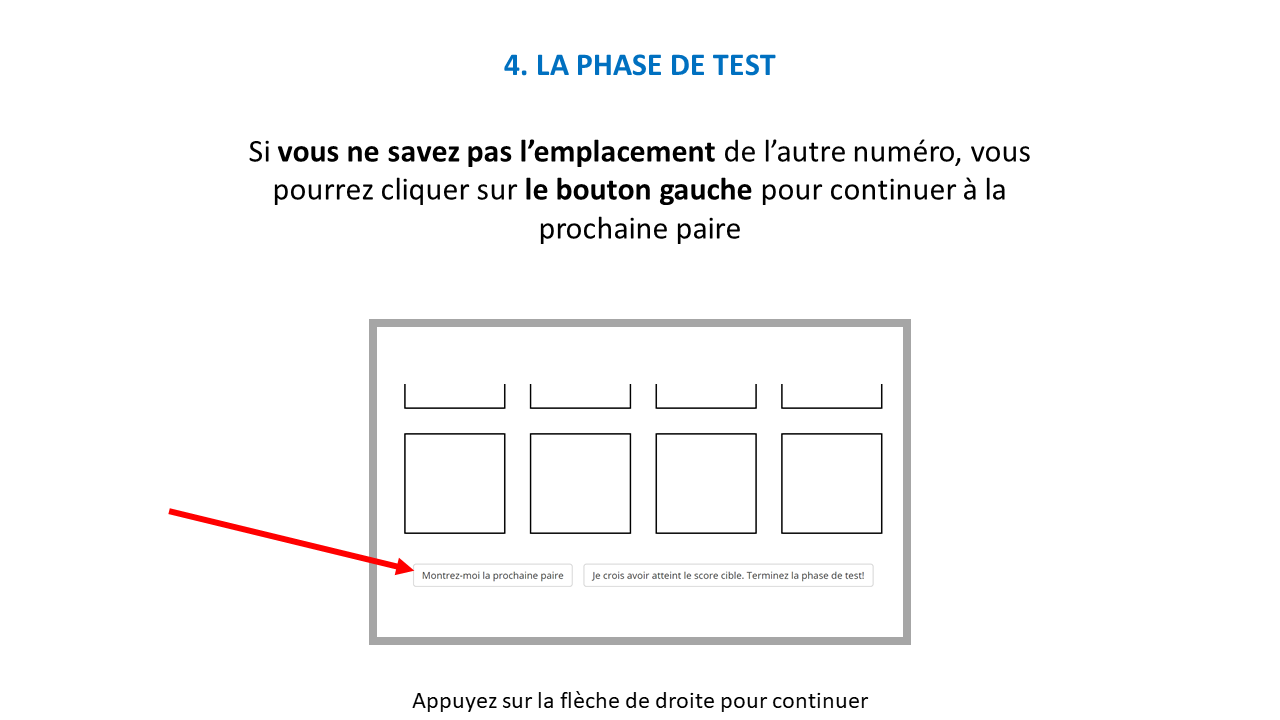 4. LA PHASE DE TEST
Si vous ne savez pas l’emplacement de l’autre numéro, vous
pourrez cliquer sur le bouton gauche pour continuer à la
prochaine paire
Montrez-moi la prochaine paire
Je crois avoir atteint le score cible. Terminez la phase de test!
Appuyez sur la flèche de droite pour continuer